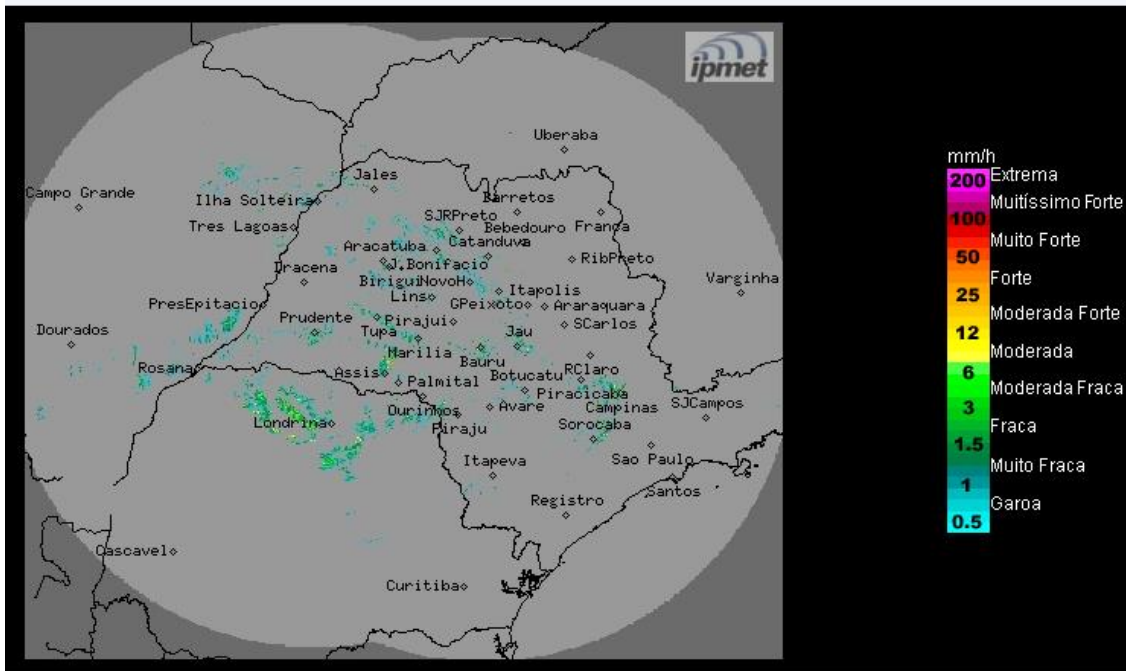 ipmet
Uberaba
Campo Grande
Jales
Ilha Solteira
Barretos
SJRPreto
Bebedouro
Franca
Tres Lagoas
Aracatuba
Catanduva
J.Bonifacio
RibPreto
Dracena
Varginha
BiriguiNovoH
Itapolis
Lins
GPeixoto
Araraquara
PresEpitacio
Prudente
Pirajui
SCarlos
Dourados
Tupa
Jau
Marilia
Bauru
Rosana
Assis
RClaro
Palmital
Botucatu
Piracicaba
Ourinhos
Avare
Campinas
SJCampos
Londrina
Piraju
Sorocaba
Itapeva
Sao Paulo
Santos
Registro
Cascavel
Curitiba
mm/h
200 Extrema
Muitíssimo Forte
100
Muito Forte
50
Forte
25
Moderada Forte
12
Moderada
6
Moderada Fraca
3
Fraca
1.5
Muito Fraca
1
Garoa
0.5